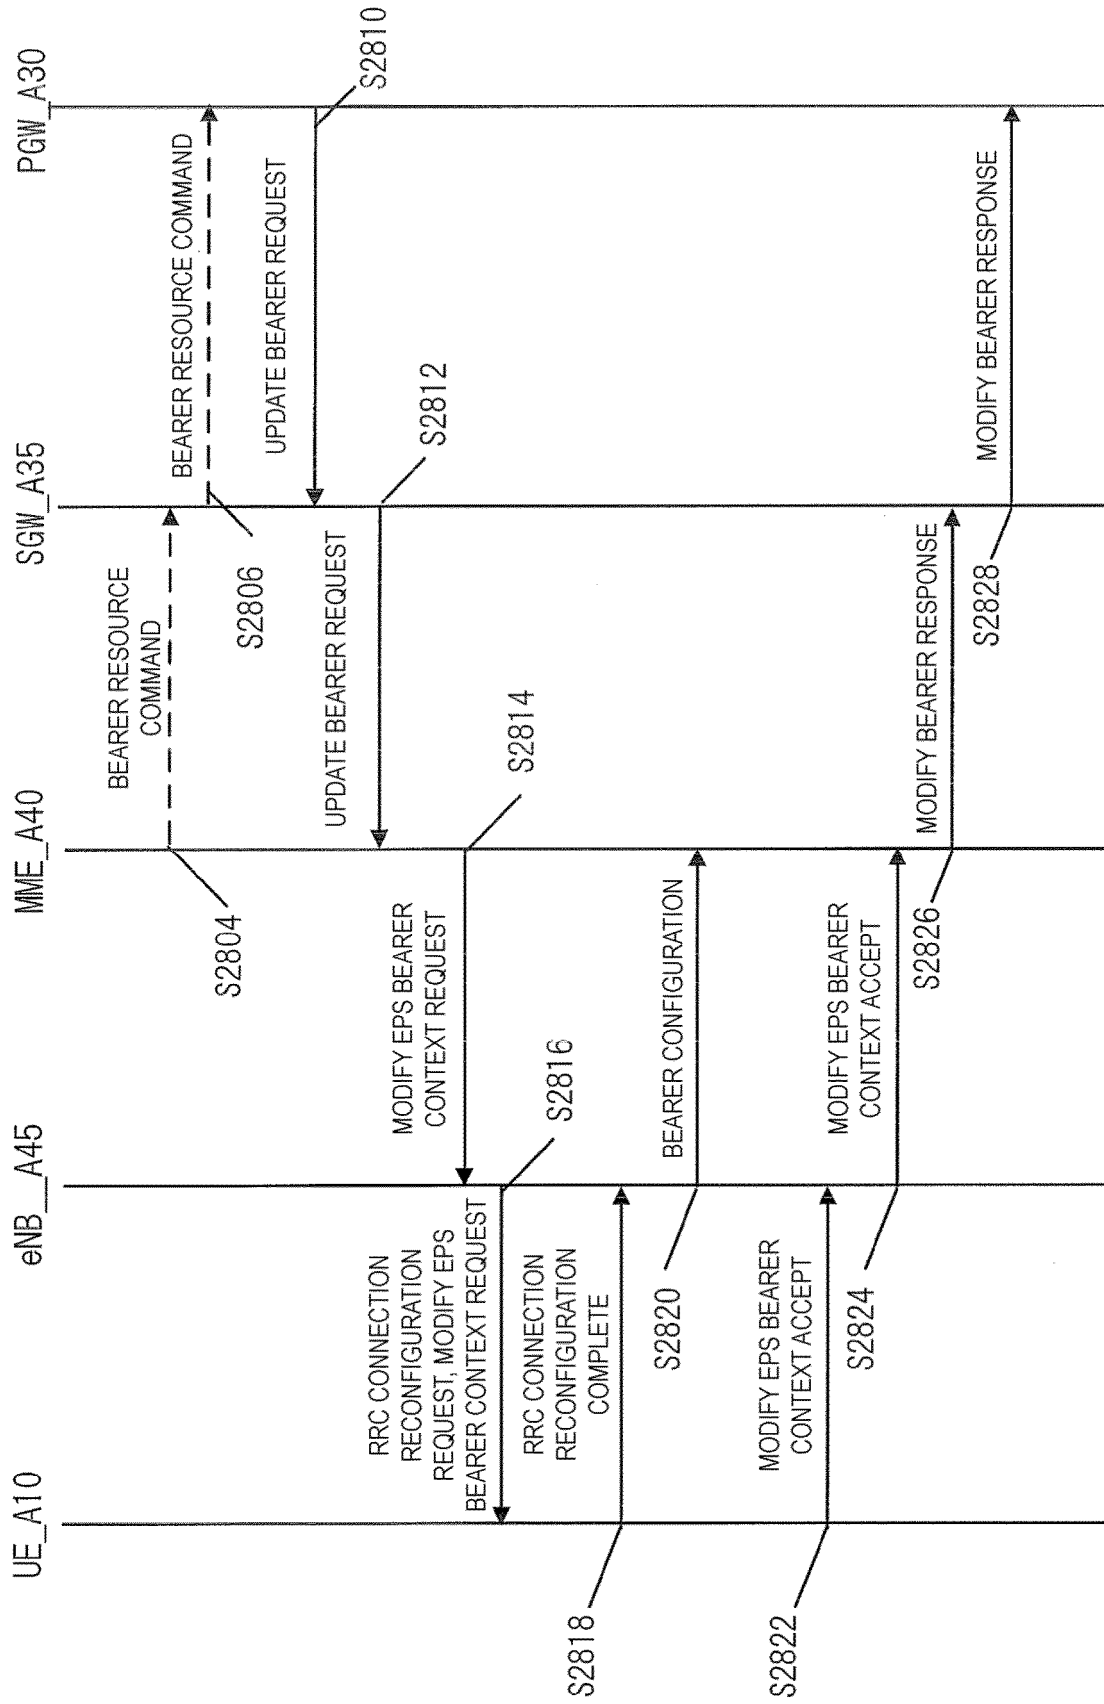 UE_A10
eNB_A45
MME_A40
SGW_A35
PGW_A30
BEARER RESOURCE
COMMAND
S2804
BEARER RESOURCE COMMAND
S2806
UPDATE BEARER REQUEST
S2810
UPDATE BEARER REQUEST
S2812
MODIFY EPS BEARER
CONTEXT REQUEST
S2814
RRC CONNECTION
RECONFIGURATION
REQUEST, MODIFY EPS
BEARER CONTEXT REQUEST
S2816
RRC CONNECTION
RECONFIGURATION
COMPLETE
S2818
BEARER CONFIGURATION
S2820
MODIFY EPS BEARER
CONTEXT ACCEPT
S2822
MODIFY EPS BEARER
CONTEXT ACCEPT
S2824
MODIFY BEARER RESPONSE
S2826
MODIFY BEARER RESPONSE
S2828